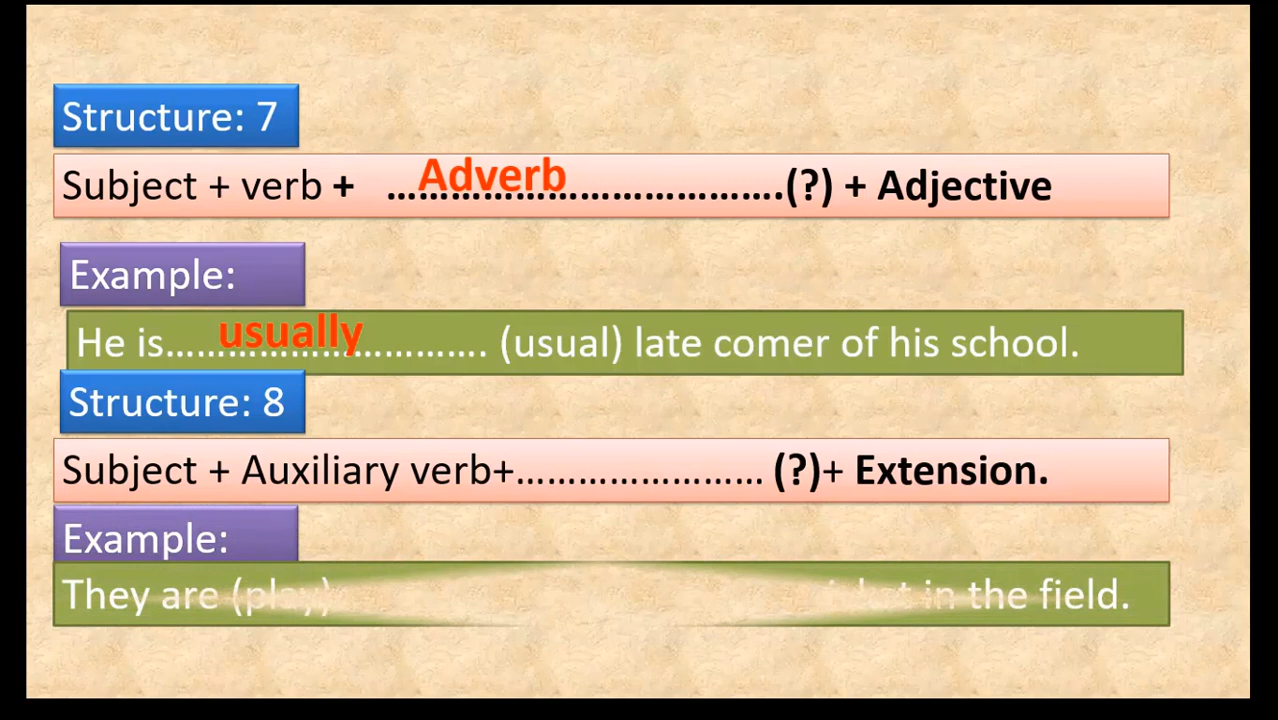 Structure: 7
Subject + verb + Adverb ……………………………….(?) + Adjective
Example:
He is usually ………………………. (usual) late comer of his school.
Structure: 8
Subject + Auxiliary verb+…………………… (?)+ Extension.
Example:
They are (play) in the field.